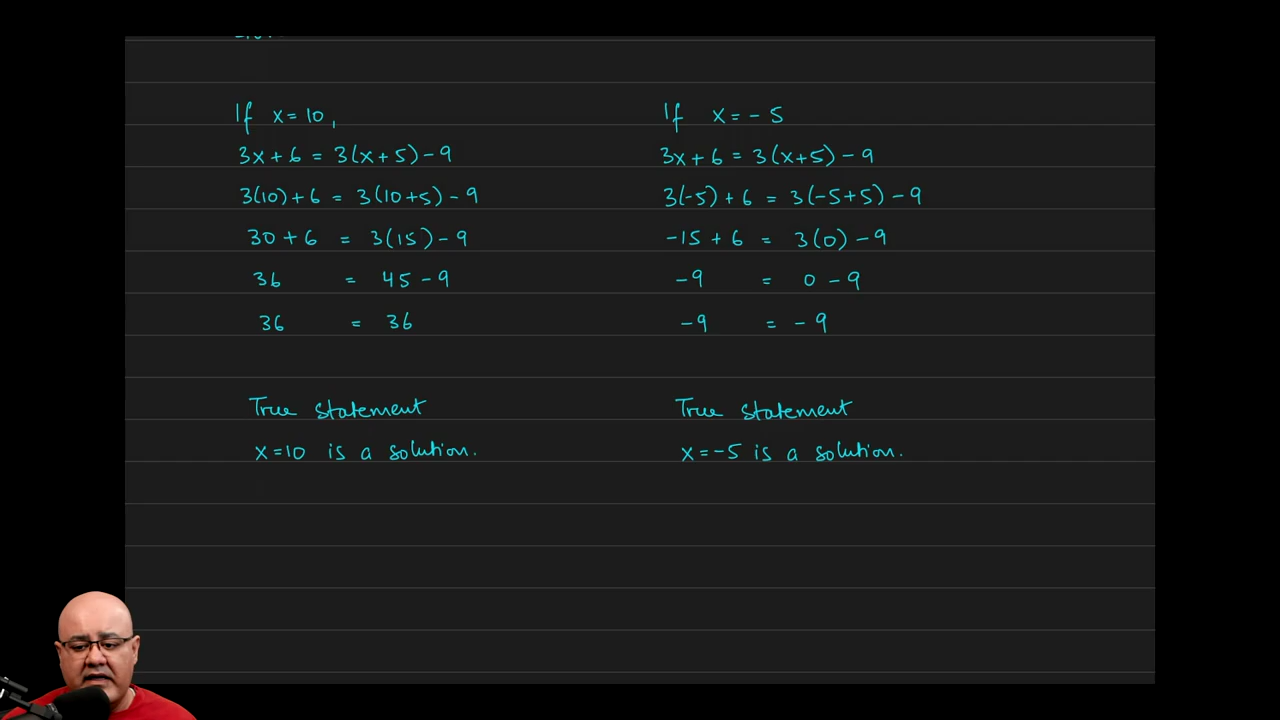 If x = 10,
3x + 6 = 3(x + 5) - 9
3(10) + 6 = 3(10+5) - 9
30 + 6 = 3(15) - 9
36 = 45 - 9
36 = 36
True statement
x = 10 is a solution.
If x = - 5
3x + 6 = 3(x+5) - 9
3(-5) + 6 = 3(-5+5) - 9
-15 + 6 = 3(0) - 9
-9 = 0 - 9
-9 = - 9
True statement
x = -5 is a solution.